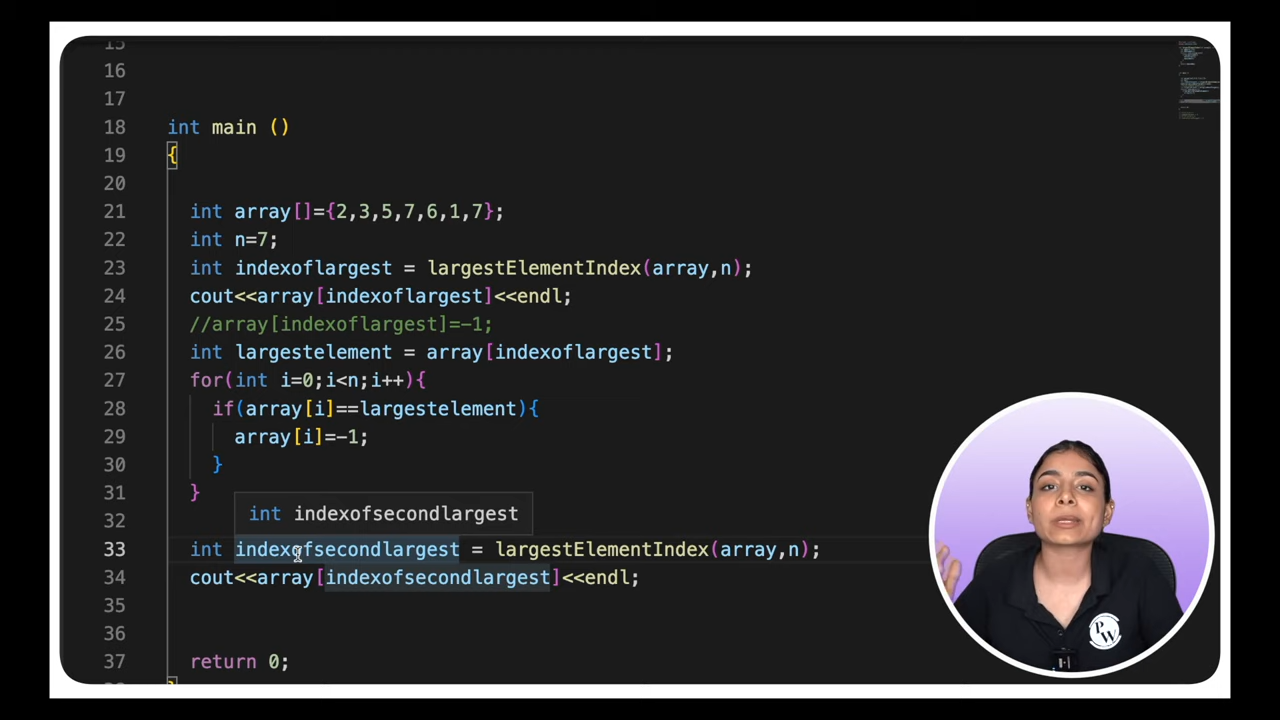 15
16
17
18 int main ()
19 {
20
21 int array[]={2,3,5,7,6,1,7};
22 int n=7;
23 int indexoflargest = largestElementIndex(array,n);
24 cout<<array[indexoflargest]<<endl;
25 //array[indexoflargest]=-1;
26 int largestelement = array[indexoflargest];
27 for(int i=0;i<n;i++){
28 if(array[i]==largestelement){
29 array[i]=-1;
30 }
31 }
int indexofsecondlargest
32
33 int indexofsecondlargest = largestElementIndex(array,n);
34 cout<<array[indexofsecondlargest]<<endl;
35
36
37 return 0;
PW